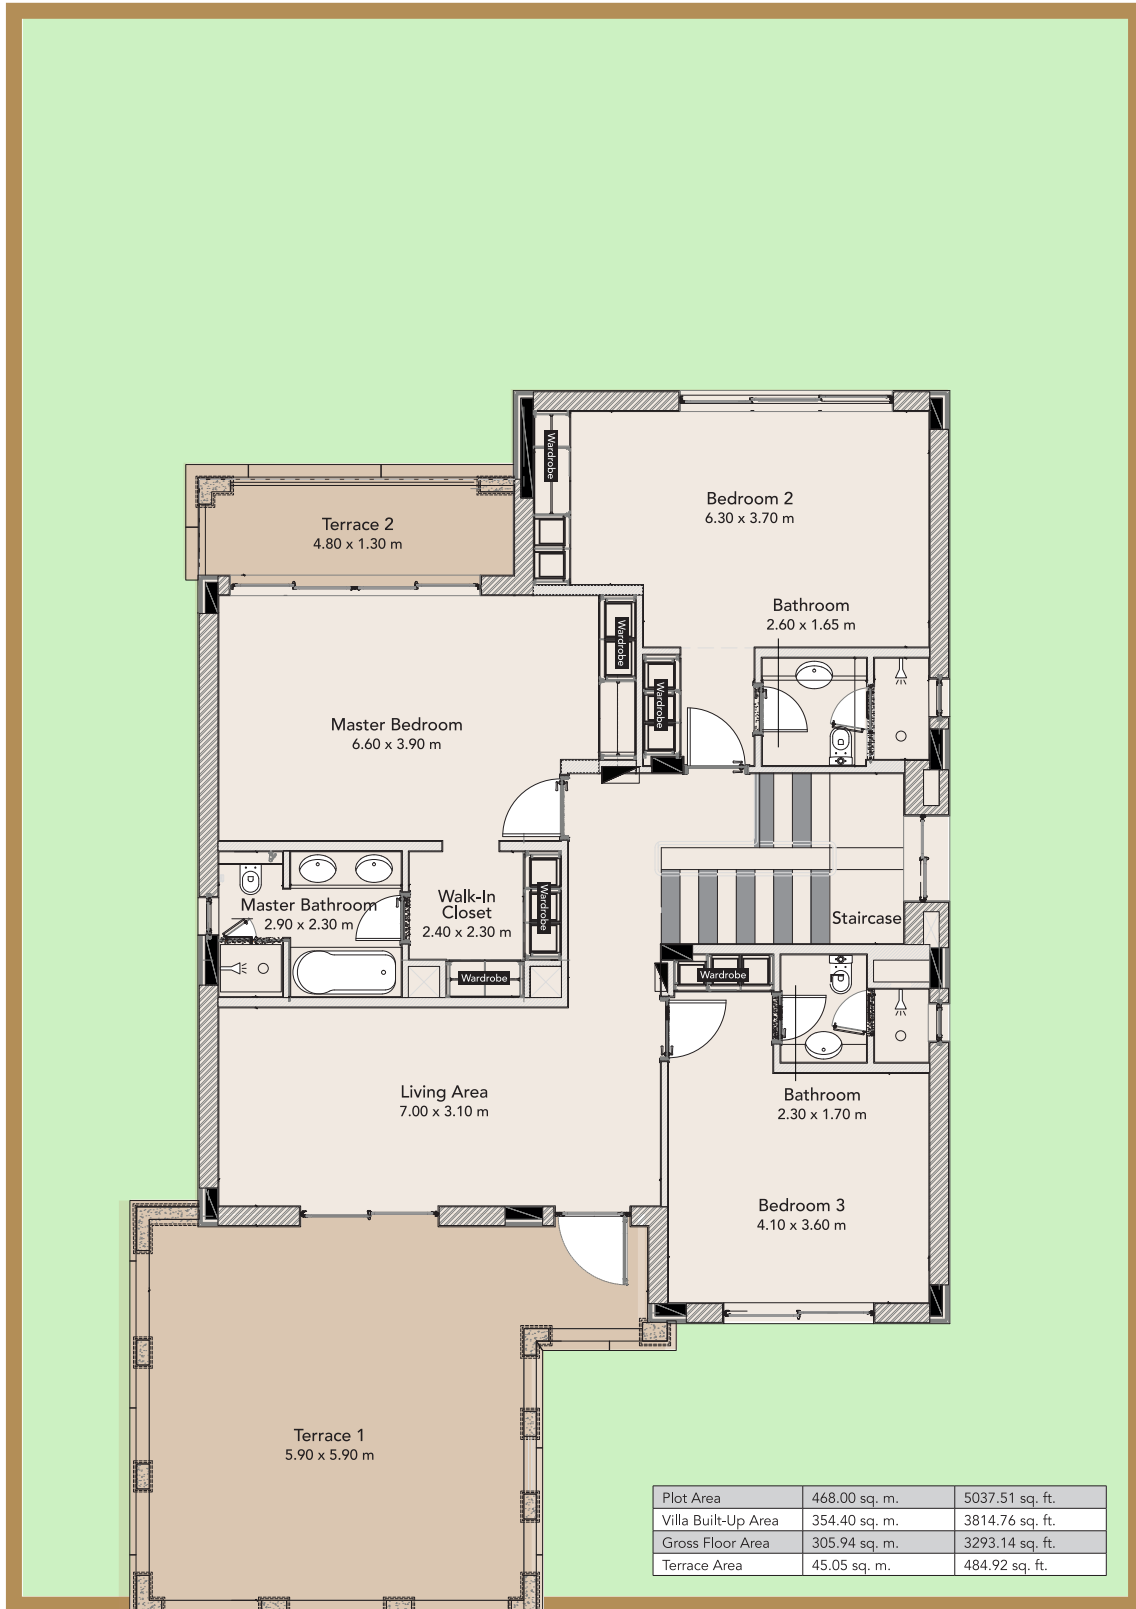 Wardrobe
Bedroom 2
6.30 x 3.70 m
Terrace 2
4.80 x 1.30 m
Bathroom
2.60 x 1.65 m
Wardrobe
Wardrobe
Master Bedroom
6.60 x 3.90 m
Master Bathroom
2.90 x 2.30 m
Walk-In
Closet
2.40 x 2.30 m
Wardrobe
Staircase
Wardrobe
Wardrobe
Living Area
7.00 x 3.10 m
Bathroom
2.30 x 1.70 m
Bedroom 3
4.10 x 3.60 m
Terrace 1
5.90 x 5.90 m
Plot Area 468.00 sq. m. 5037.51 sq. ft.
Villa Built-Up Area 354.40 sq. m. 3814.76 sq. ft.
Gross Floor Area 305.94 sq. m. 3293.14 sq. ft.
Terrace Area 45.05 sq. m. 484.92 sq. ft.